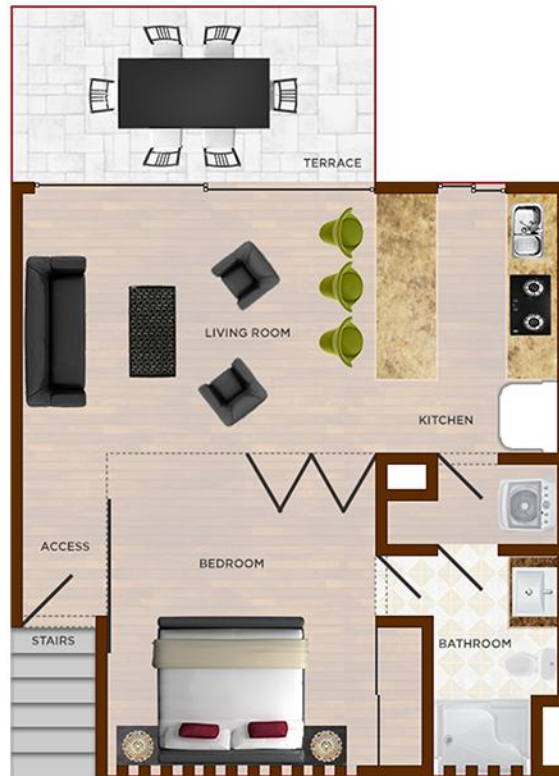 TERRACE
LIVING ROOM
KITCHEN
ACCESS
BEDROOM
STAIRS
BATHROOM